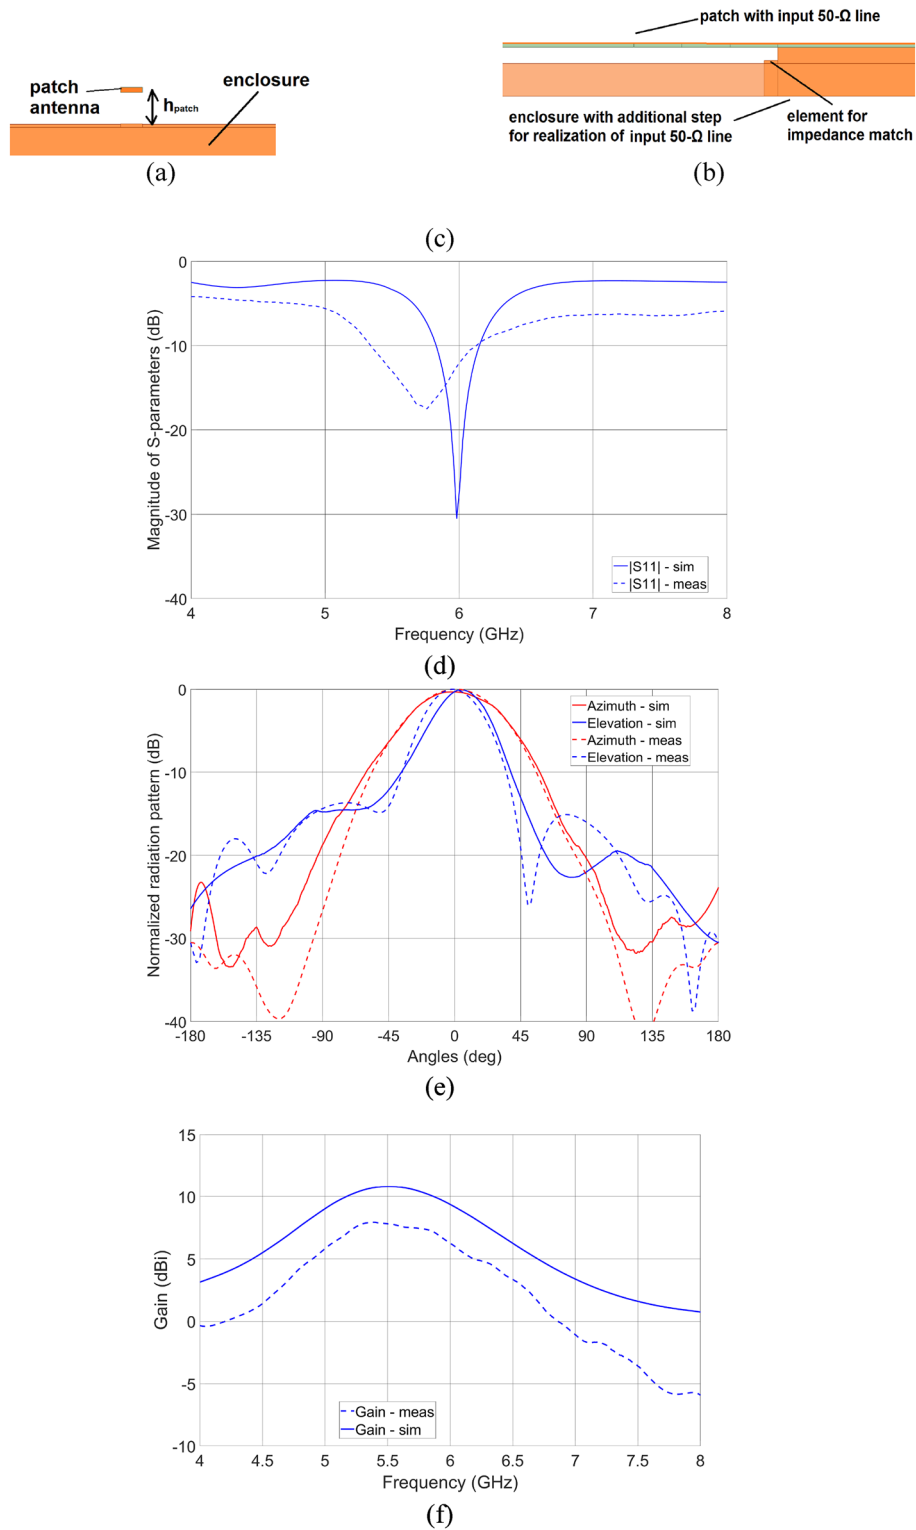 patch
antenna
enclosure
hpatch
(a)
patch with input 50-Ω line
enclosure with additional step
for realization of input 50-Ω line
element for
impedance match
(b)
(c)
Magnitude of S-parameters (dB)
0
-10
-20
-30
-40
4 5 6 7 8
Frequency (GHz)
|S11| - sim
|S11| - meas
(d)
Normalized radiation pattern (dB)
0
-10
-20
-30
-40
-180 -135 -90 -45 0 45 90 135 180
Angles (deg)
Azimuth - sim
Elevation - sim
Azimuth - meas
Elevation - meas
(e)
Gain (dBi)
15
10
5
0
-5
-10
4 4.5 5 5.5 6 6.5 7 7.5 8
Frequency (GHz)
Gain - meas
Gain - sim
(f)